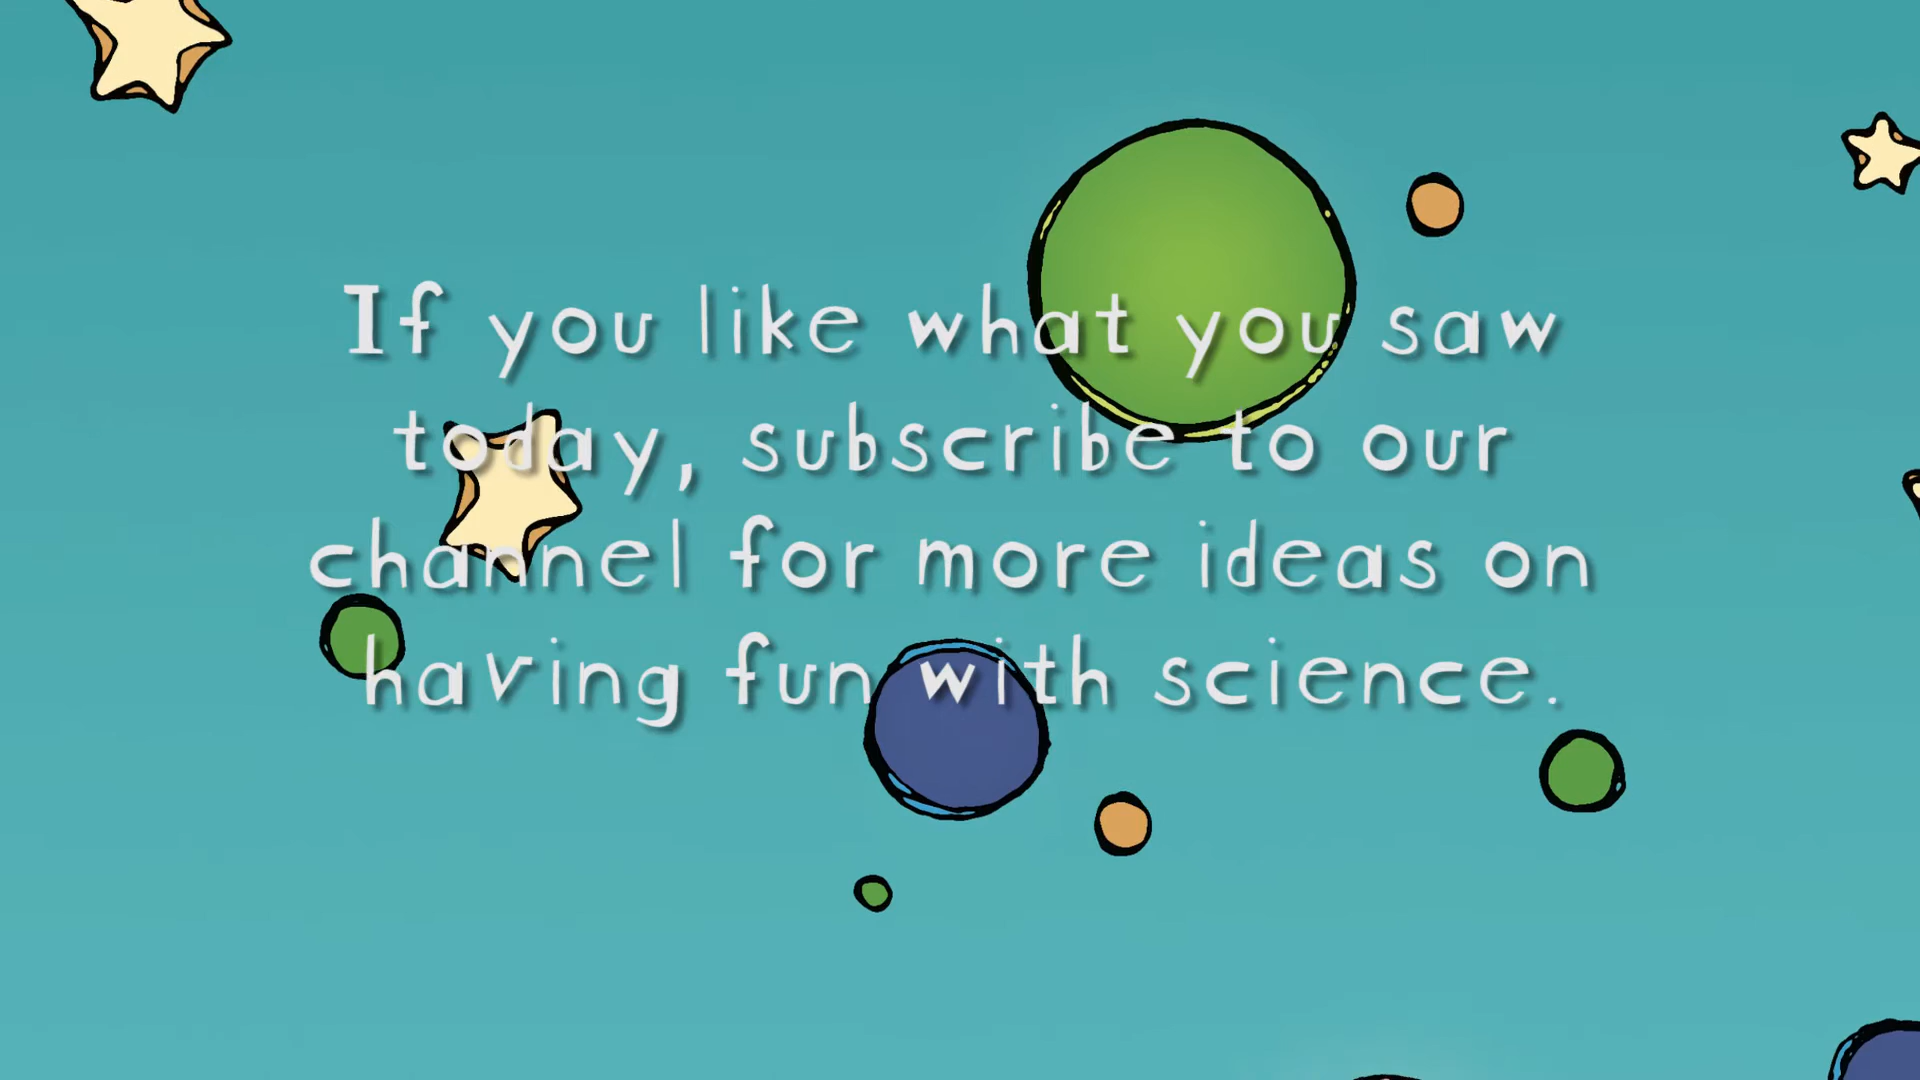 If you like what you saw
today, subscribe to our
channel for more ideas on
having fun with science.